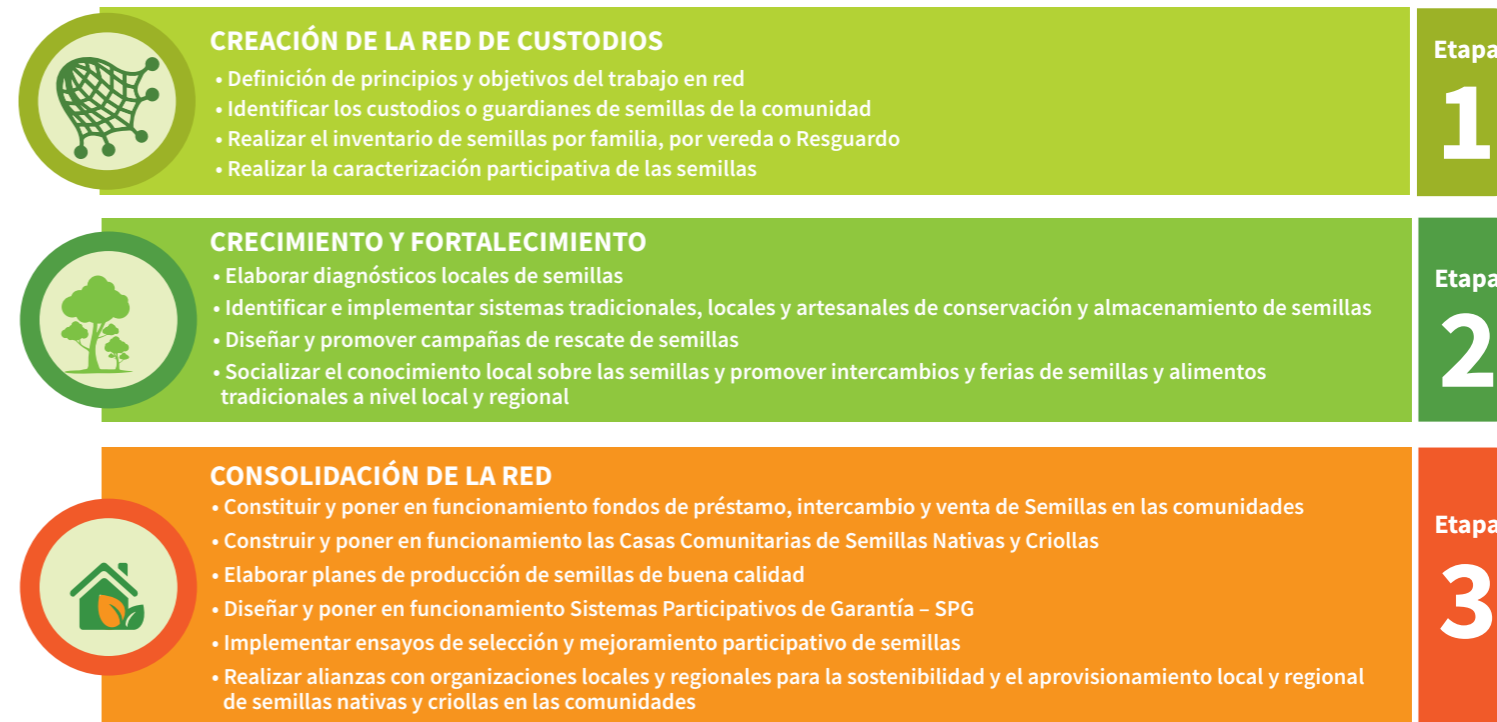 CREACIÓN DE LA RED DE CUSTODIOS
• Definición de principios y objetivos del trabajo en red
• Identificar los custodios o guardianes de semillas de la comunidad
• Realizar el inventario de semillas por familia, por vereda o Resguardo
• Realizar la caracterización participativa de las semillas
Etapa
1
CRECIMIENTO Y FORTALECIMIENTO
• Elaborar diagnósticos locales de semillas
• Identificar e implementar sistemas tradicionales, locales y artesanales de conservación y almacenamiento de semillas
• Diseñar y promover campañas de rescate de semillas
• Socializar el conocimiento local sobre las semillas y promover intercambios y ferias de semillas y alimentos
tradicionales a nivel local y regional
Etapa
2
CONSOLIDACIÓN DE LA RED
• Constituir y poner en funcionamiento fondos de préstamo, intercambio y venta de Semillas en las comunidades
• Construir y poner en funcionamiento las Casas Comunitarias de Semillas Nativas y Criollas
• Elaborar planes de producción de semillas de buena calidad
• Diseñar y poner en funcionamiento Sistemas Participativos de Garantía – SPG
• Implementar ensayos de selección y mejoramiento participativo de semillas
• Realizar alianzas con organizaciones locales y regionales para la sostenibilidad y el aprovisionamiento local y regional
de semillas nativas y criollas en las comunidades
Etapa
3